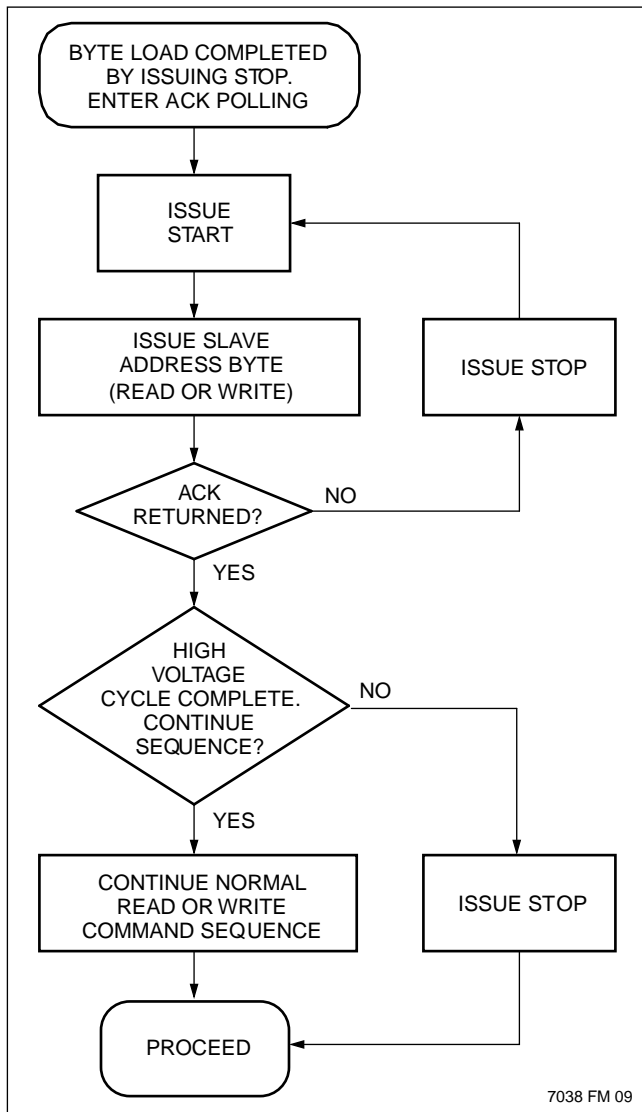 BYTE LOAD COMPLETED
BY ISSUING STOP.
ENTER ACK POLLING
ISSUE
START
ISSUE SLAVE
ADDRESS BYTE
(READ OR WRITE)
ISSUE STOP
ACK
RETURNED?
NO
YES
HIGH
VOLTAGE
CYCLE COMPLETE.
CONTINUE
SEQUENCE?
NO
YES
CONTINUE NORMAL
READ OR WRITE
COMMAND SEQUENCE
ISSUE STOP
PROCEED
7038 FM 09